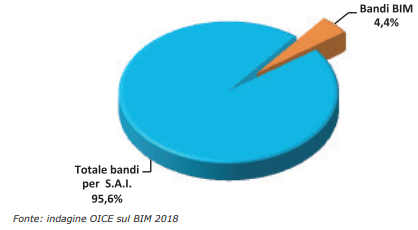 Bandi BIM
4,4%
Totale bandi
per S.A.I.
95,6%
Fonte: indagine OICE sul BIM 2018